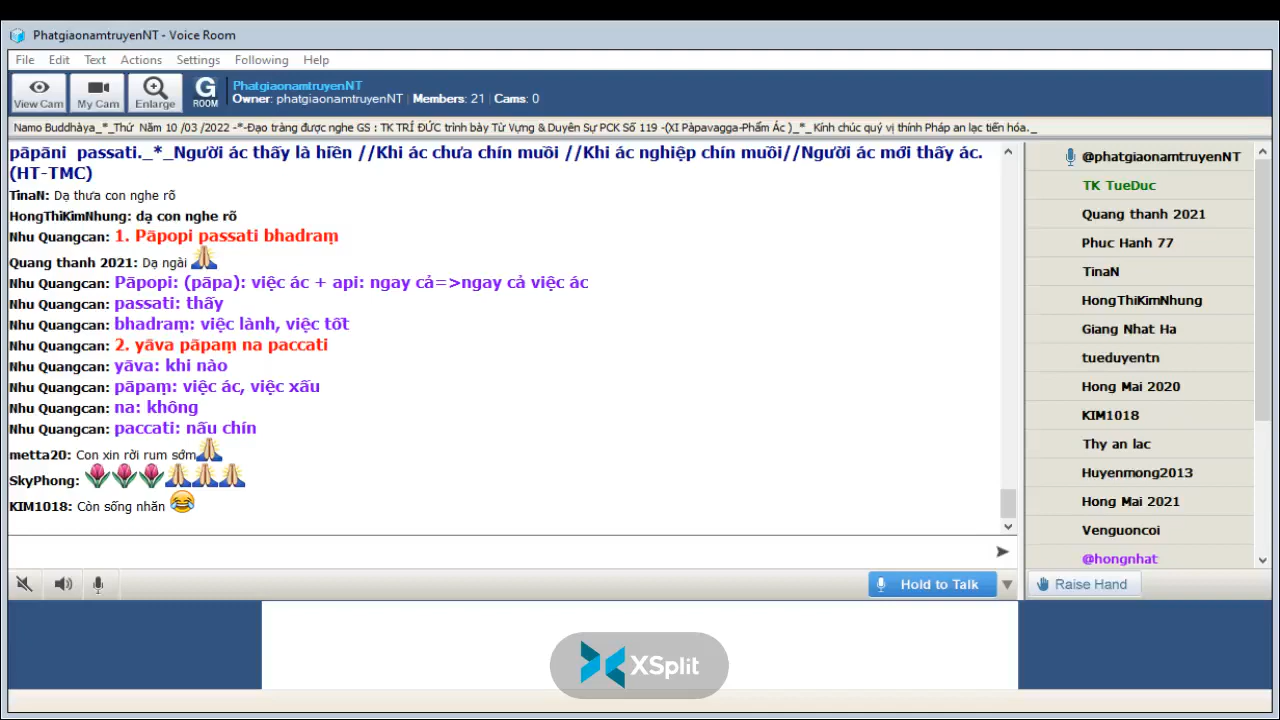 PhatgiaonamtruyenNT - Voice Room
File Edit Text Actions Settings Following Help
View Cam My Cam Enlarge G ROOM
PhatgiaonamtruyenNT
Owner: phatgiaonamtruyenNT | Members: 21 | Cams: 0
Namo Buddhàya_*_Thứ Năm 10 /03 /2022 -*-Đạo tràng được nghe GS : TK TRÍ ĐỨC trình bày Từ Vựng & Duyên Sự PCK Số 119 -(XI Pàpavagga-Phẩm Ác )_*_ Kính chúc quý vị thính Pháp an lạc tiến hóa._
pāpāni passati._*_Người ác thấy là hiền //Khi ác chưa chín muồi //Khi ác nghiệp chín muồi//Người ác mới thấy ác.
(HT-TMC)
TinaN: Dạ thưa con nghe rõ
HongThiKimNhung: dạ con nghe rõ
Nhu Quangcan: 1. Pāpopi passati bhadraṃ
Quang thanh 2021: Dạ ngài
Nhu Quangcan: Pāpopi: (pāpa): việc ác + api: ngay cả=>ngay cả việc ác
Nhu Quangcan: passati: thấy
Nhu Quangcan: bhadraṃ: việc lành, việc tốt
Nhu Quangcan: 2. yāva pāpaṃ na paccati
Nhu Quangcan: yāva: khi nào
Nhu Quangcan: pāpaṃ: việc ác, việc xấu
Nhu Quangcan: na: không
Nhu Quangcan: paccati: nấu chín
metta20: Con xin rời rum sớm
SkyPhong:
KIM1018: Còn sống nhăn
@phatgiaonamtruyenNT
TK TueDuc
Quang thanh 2021
Phuc Hanh 77
TinaN
HongThiKimNhung
Giang Nhat Ha
tueduyentn
Hong Mai 2020
KIM1018
Thy an lac
Huyenmong2013
Hong Mai 2021
Venguoncoi
@hongnhat
Hold to Talk
Raise Hand
XSplit